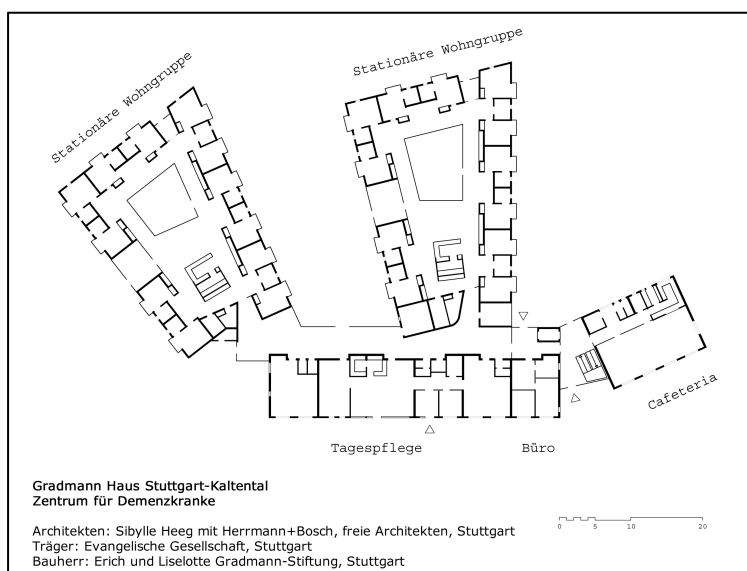 Stationäre Wohngruppe
Stationäre Wohngruppe
Cafeteria
Tagespflege
Büro
Gradmann Haus Stuttgart-Kaltental
Zentrum für Demenzkranke
Architekten: Sibylle Heeg mit Herrmann+Bosch, freie Architekten, Stuttgart
Träger: Evangelische Gesellschaft, Stuttgart
Bauherr: Erich und Liselotte Gradmann-Stiftung, Stuttgart
0 5 10 20